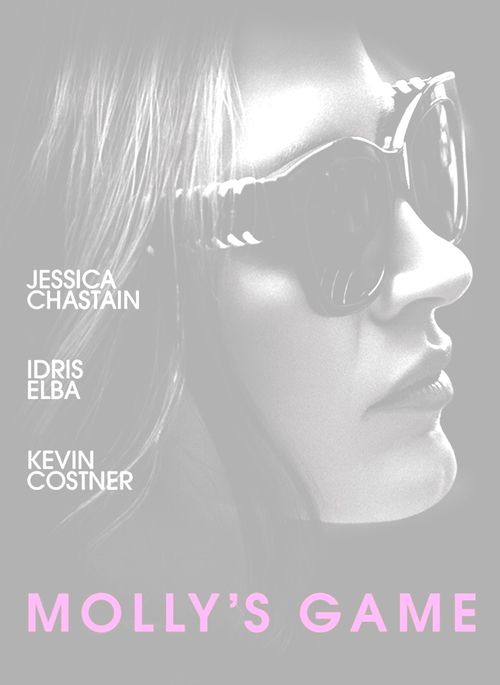 JESSICA
CHASTAIN
IDRIS
ELBA
KEVIN
COSTNER
MOLLY’S GAME